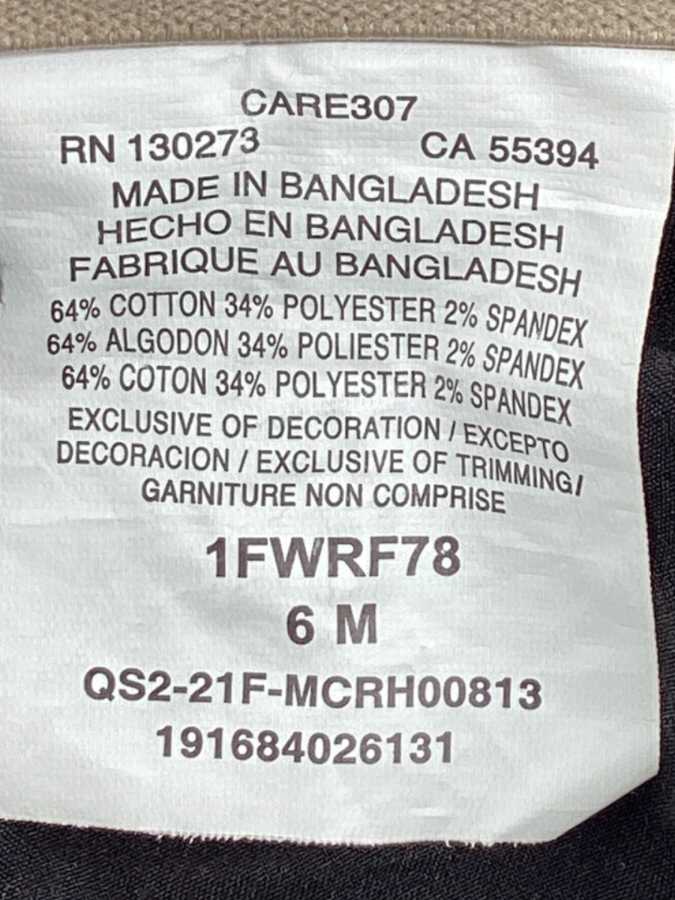 CARE307
RN 130273 CA 55394
MADE IN BANGLADESH
HECHO EN BANGLADESH
FABRIQUE AU BANGLADESH
64% COTTON 34% POLYESTER 2% SPANDEX
64% ALGODON 34% POLIESTER 2% SPANDEX
64% COTON 34% POLYESTER 2% SPANDEX
EXCLUSIVE OF DECORATION / EXCEPTO
DECORACION / EXCLUSIVE OF TRIMMING/
GARNITURE NON COMPRISE
1FWRF78
6 M
QS2-21F-MCRH00813
191684026131